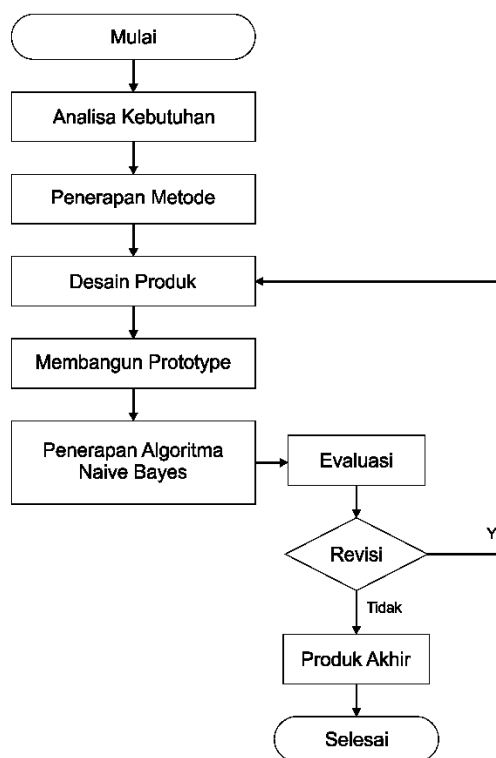 Mulai
Analisa Kebutuhan
Penerapan Metode
Desain Produk
Membangun Prototype
Penerapan Algoritma
Naive Bayes
Evaluasi
Revisi
Y
Tidak
Produk Akhir
Selesai